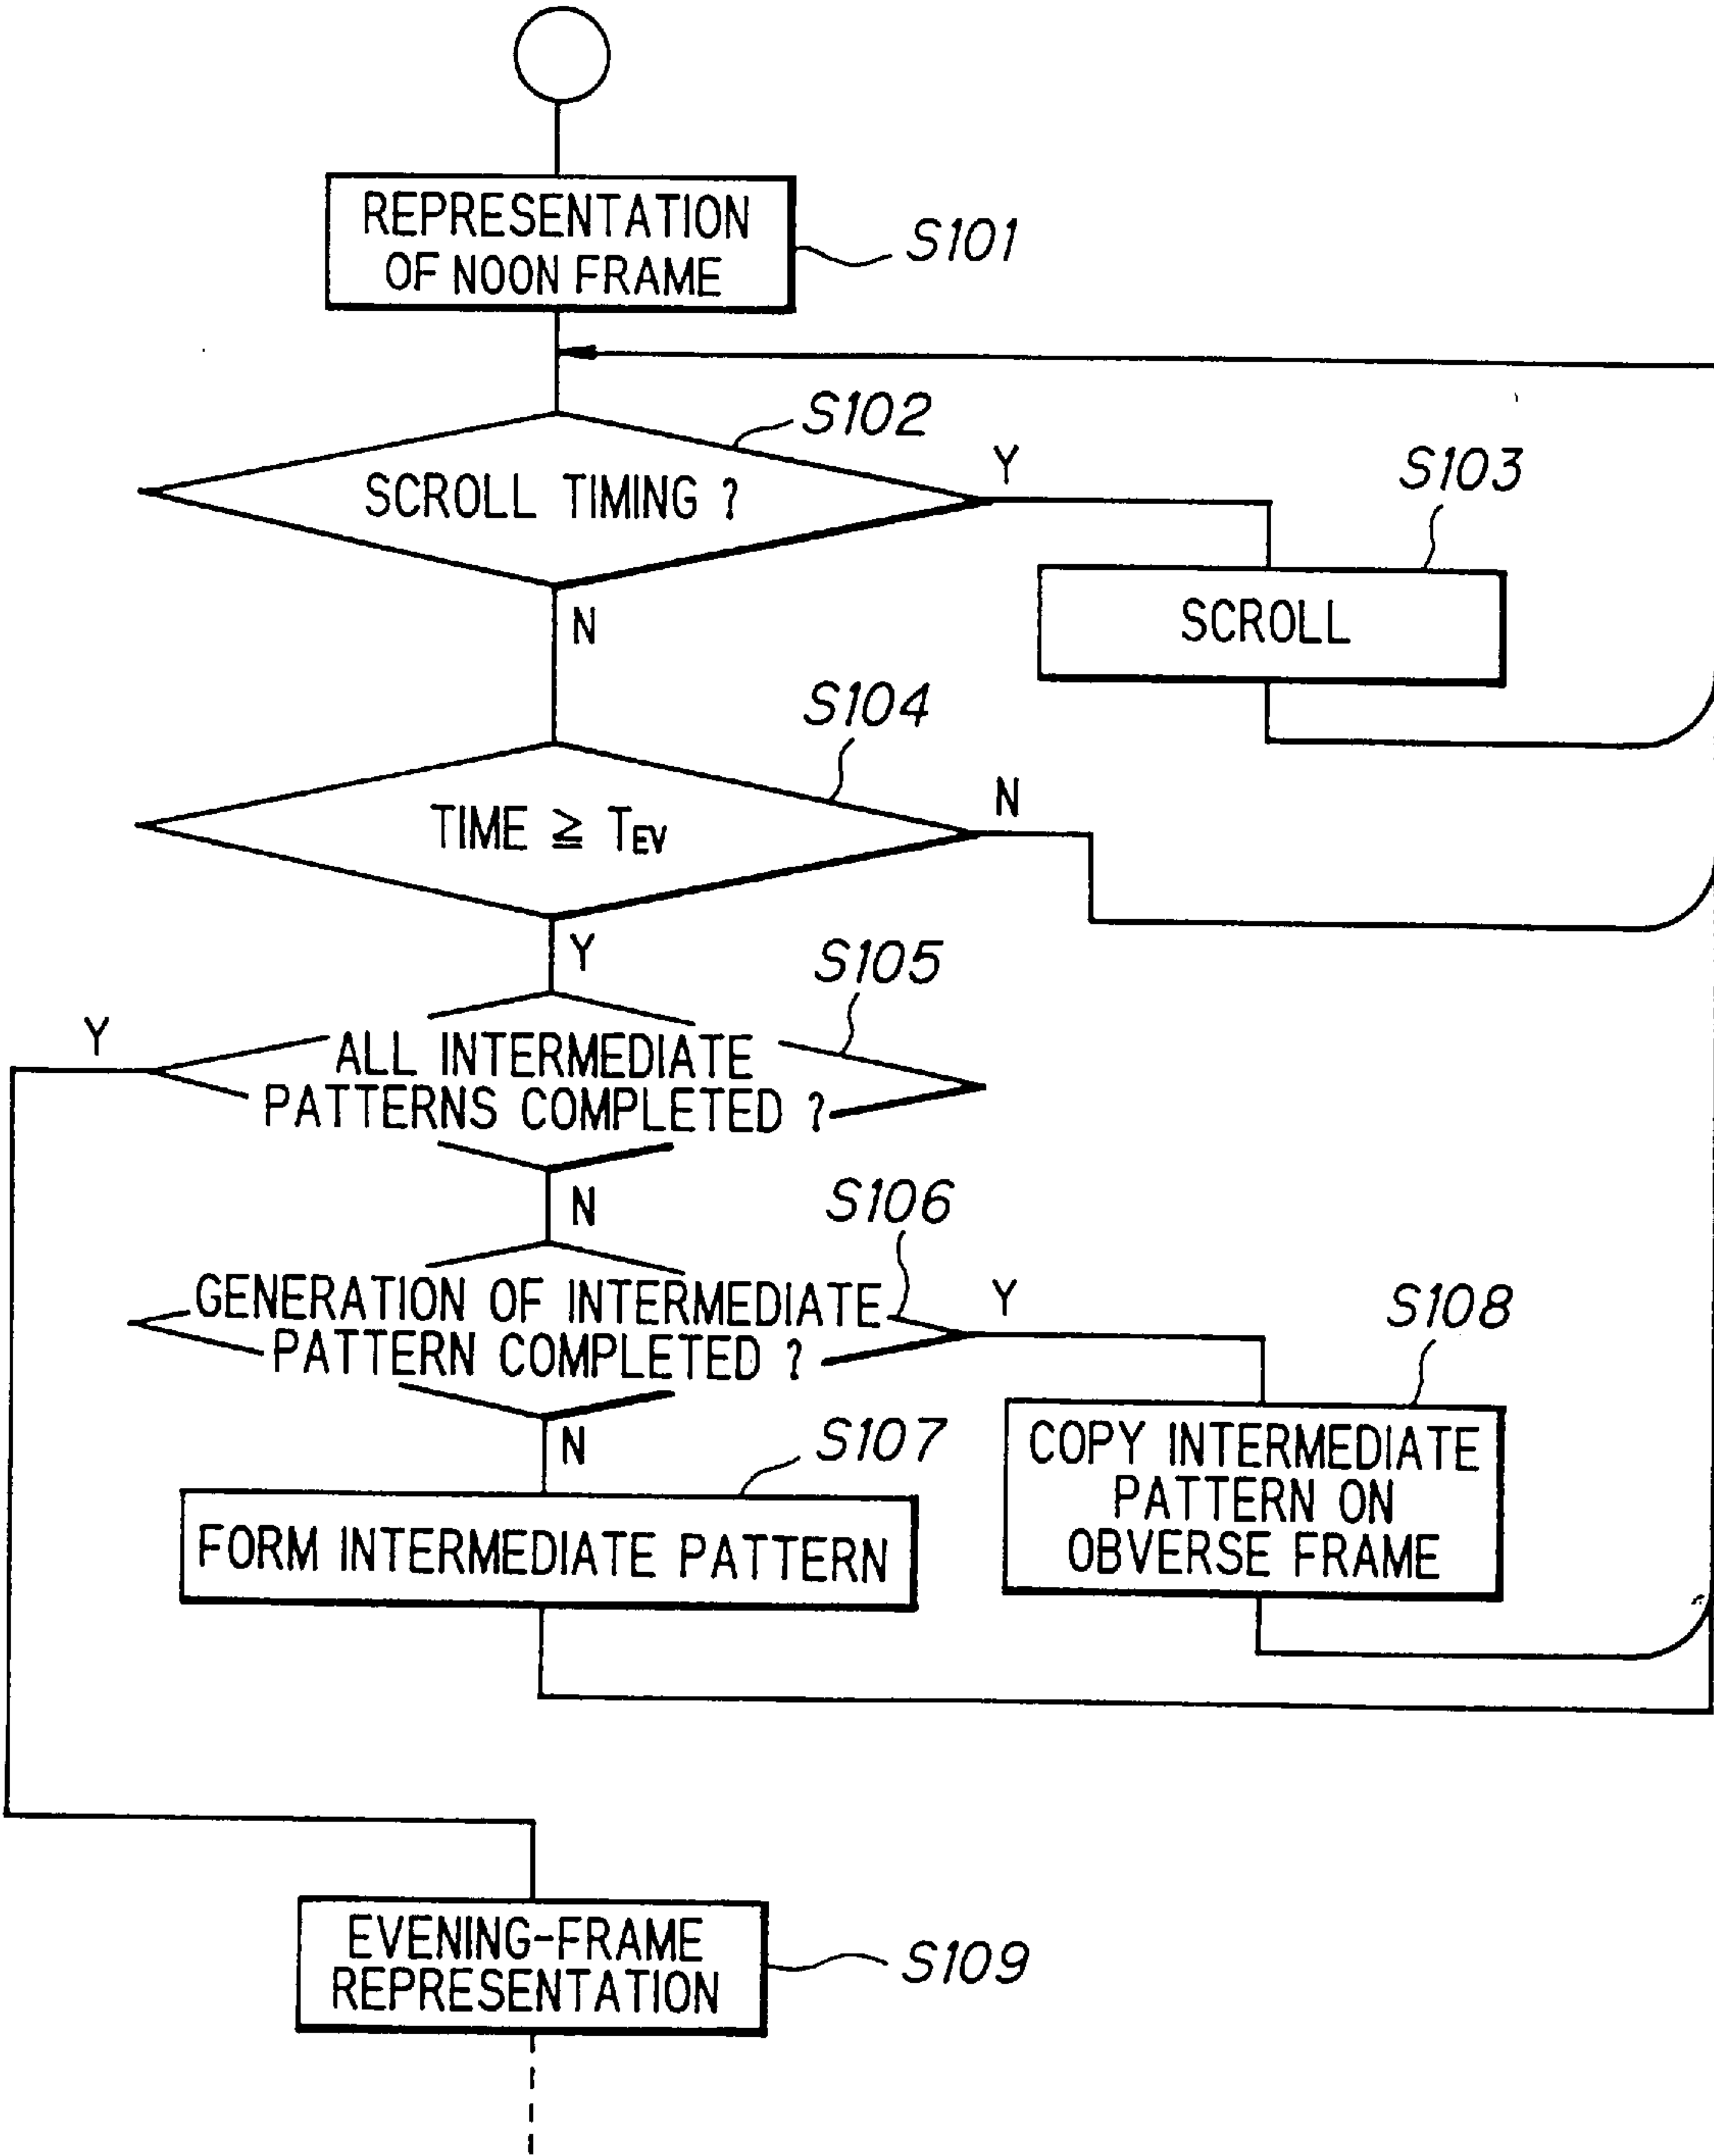 REPRESENTATION
OF NOON FRAME
S101
S102
SCROLL TIMING ?
Y
S103
N
SCROLL
S104
TIME ≧ TEV
N
Y
S105
Y
ALL INTERMEDIATE
PATTERNS COMPLETED ?
N
S106
GENERATION OF INTERMEDIATE
PATTERN COMPLETED ?
Y
S108
N
S107
COPY INTERMEDIATE
PATTERN ON
OBVERSE FRAME
FORM INTERMEDIATE PATTERN
EVENING-FRAME
REPRESENTATION
S109